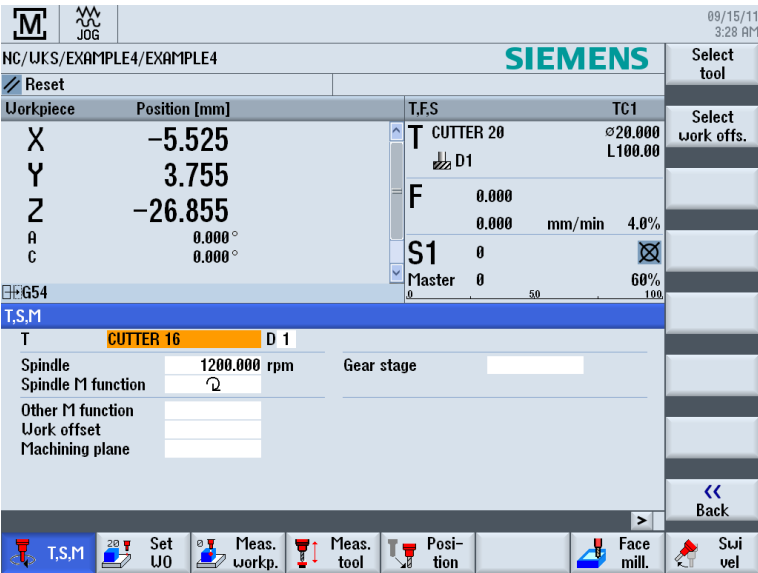 M
JOG
09/15/11
3:28 AM
NC/WKS/EXAMPLE4/EXAMPLE4
SIEMENS
Select tool
Reset
Workpiece Position [mm] T,F,S TC1
Select work offs.
X -5.525
Y 3.755
Z -26.855
A 0.000°
C 0.000°
G54
T CUTTER 20 ⌀20.000
D1 L100.00
F 0.000
0.000 mm/min 4.0%
S1 0
Master 0 60%
.0 50 100
T,S,M
T CUTTER 16 D 1
Spindle 1200.000 rpm Gear stage
Spindle M function
Other M function
Work offset
Machining plane
<< Back
>
T,S,M
20 Set WO
0 Meas. workp.
Meas. tool
Posi- tion
Face mill.
Swi vel